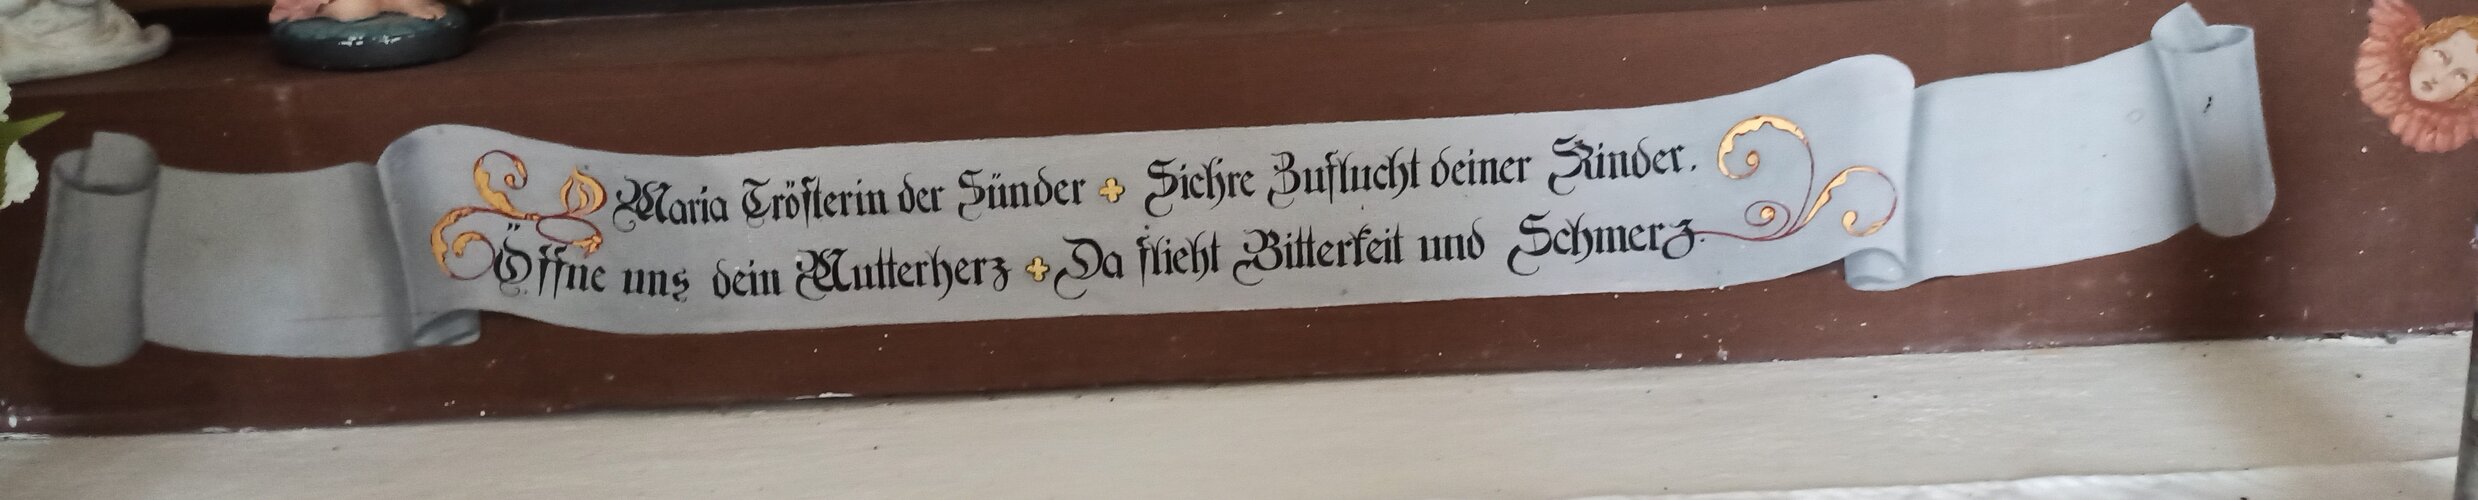 O Maria Tröſterin der Sünder + Sichre Zuflucht deiner Kinder.
Öffne uns dein Mutterherz + Da flieht Bitterkeit und Schmerz.